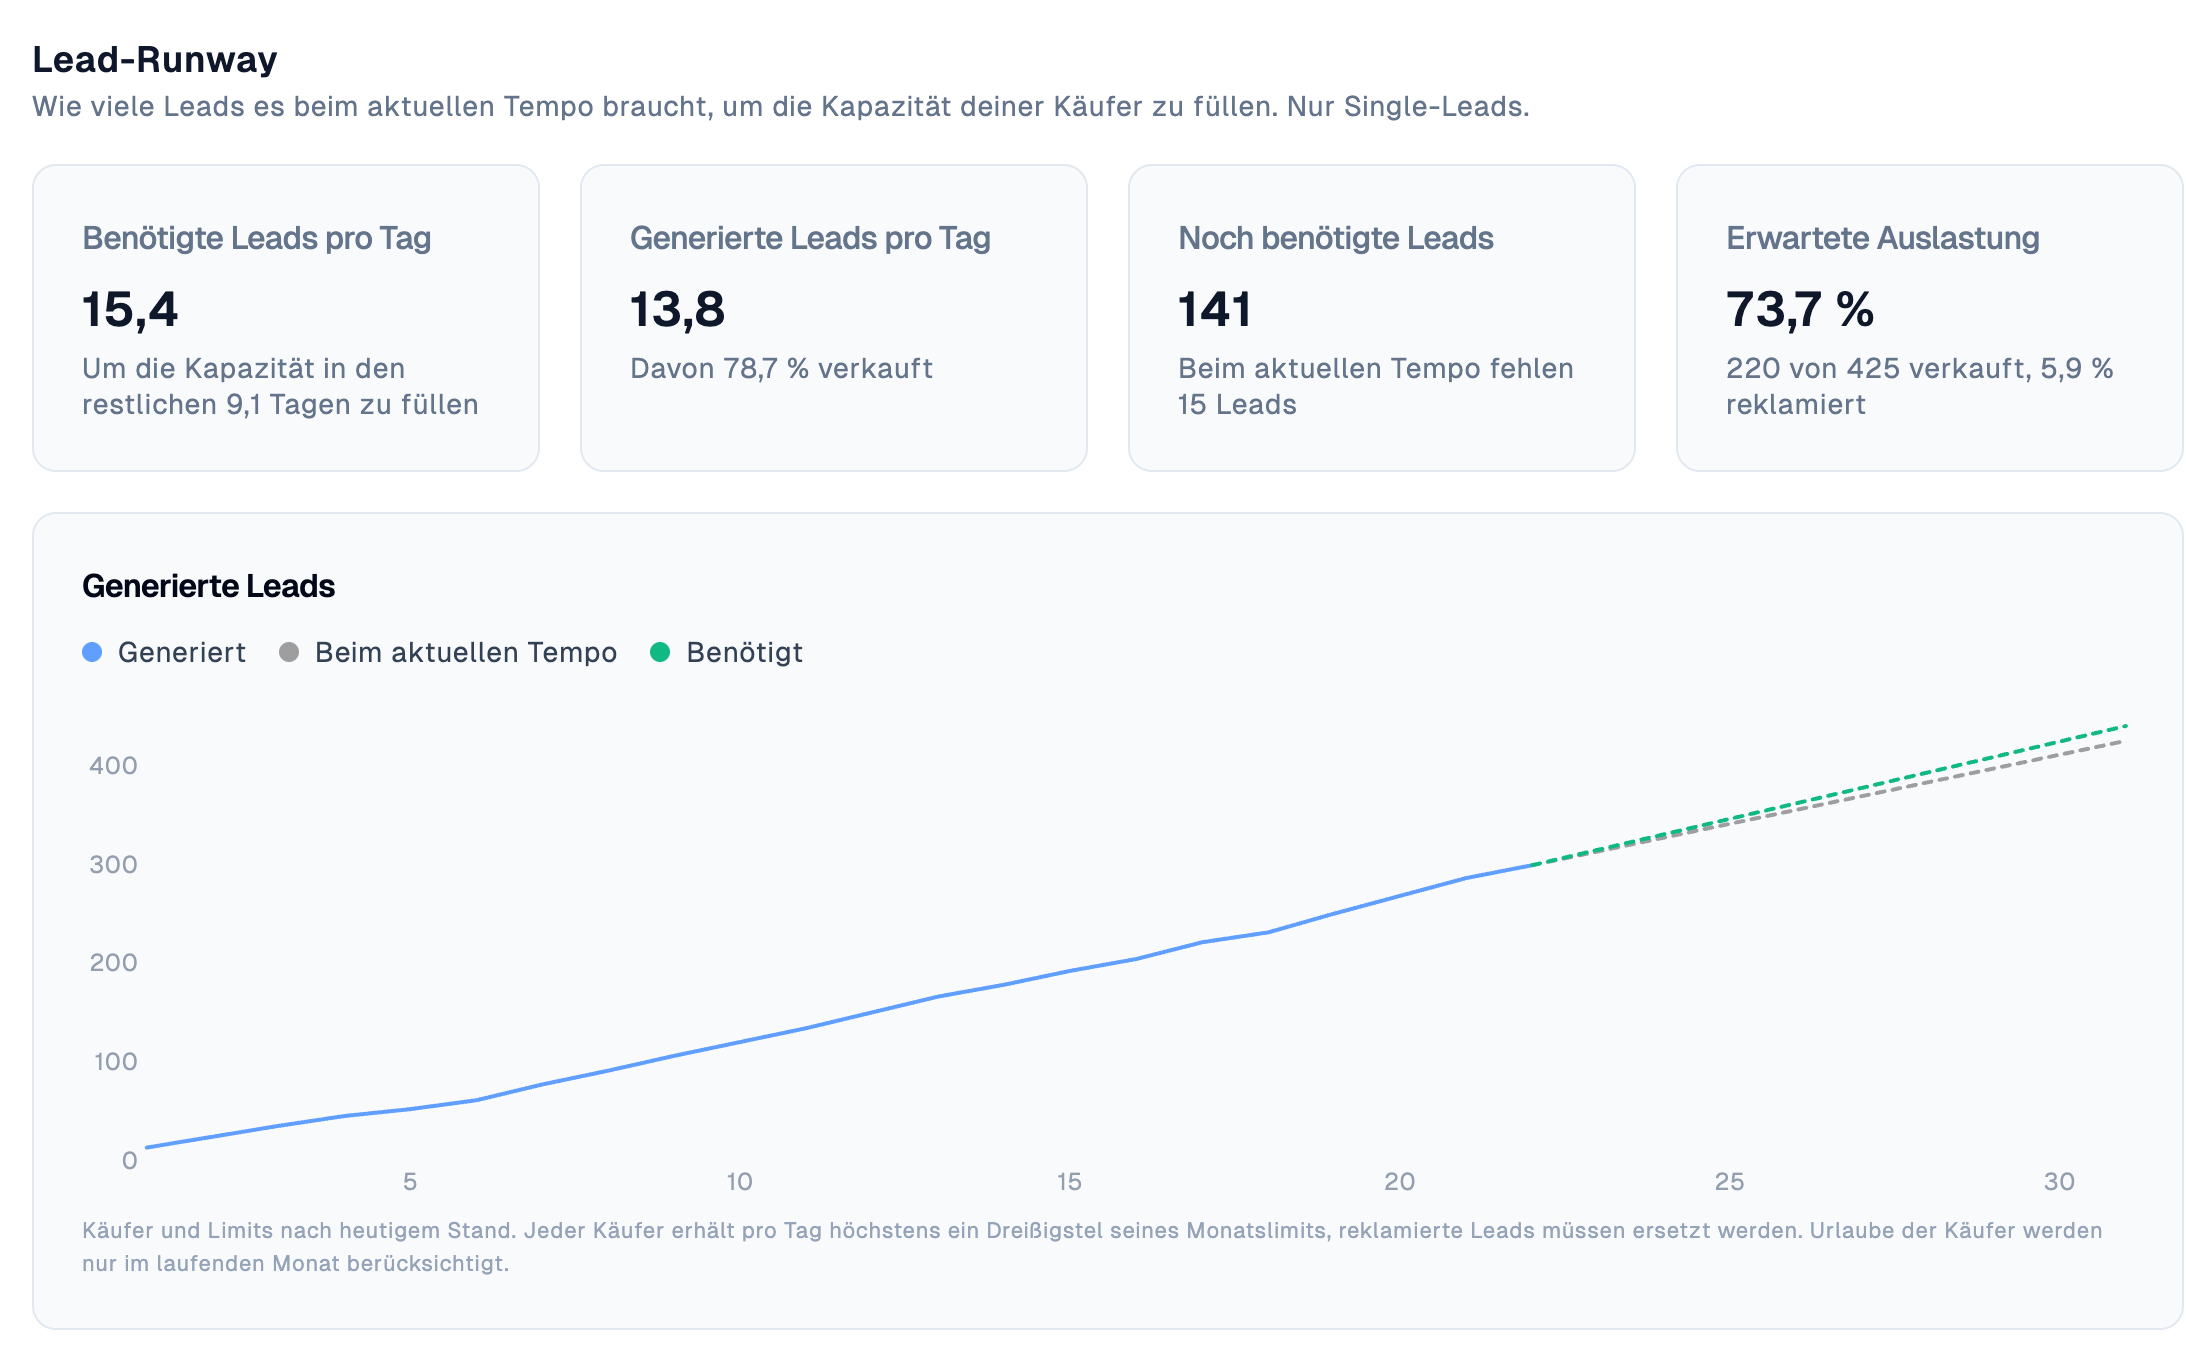 Lead-Runway
Wie viele Leads es beim aktuellen Tempo braucht, um die Kapazität deiner Käufer zu füllen. Nur Single-Leads.
Benötigte Leads pro Tag
15,4
Um die Kapazität in den
restlichen 9,1 Tagen zu füllen
Generierte Leads pro Tag
13,8
Davon 78,7 % verkauft
Noch benötigte Leads
141
Beim aktuellen Tempo fehlen
15 Leads
Erwartete Auslastung
73,7 %
220 von 425 verkauft, 5,9 %
reklamiert
Generierte Leads
Generiert
Beim aktuellen Tempo
Benötigt
400
300
200
100
0
5
10
15
20
25
30
Käufer und Limits nach heutigem Stand. Jeder Käufer erhält pro Tag höchstens ein Dreißigstel seines Monatslimits, reklamierte Leads müssen ersetzt werden. Urlaube der Käufer werden
nur im laufenden Monat berücksichtigt.